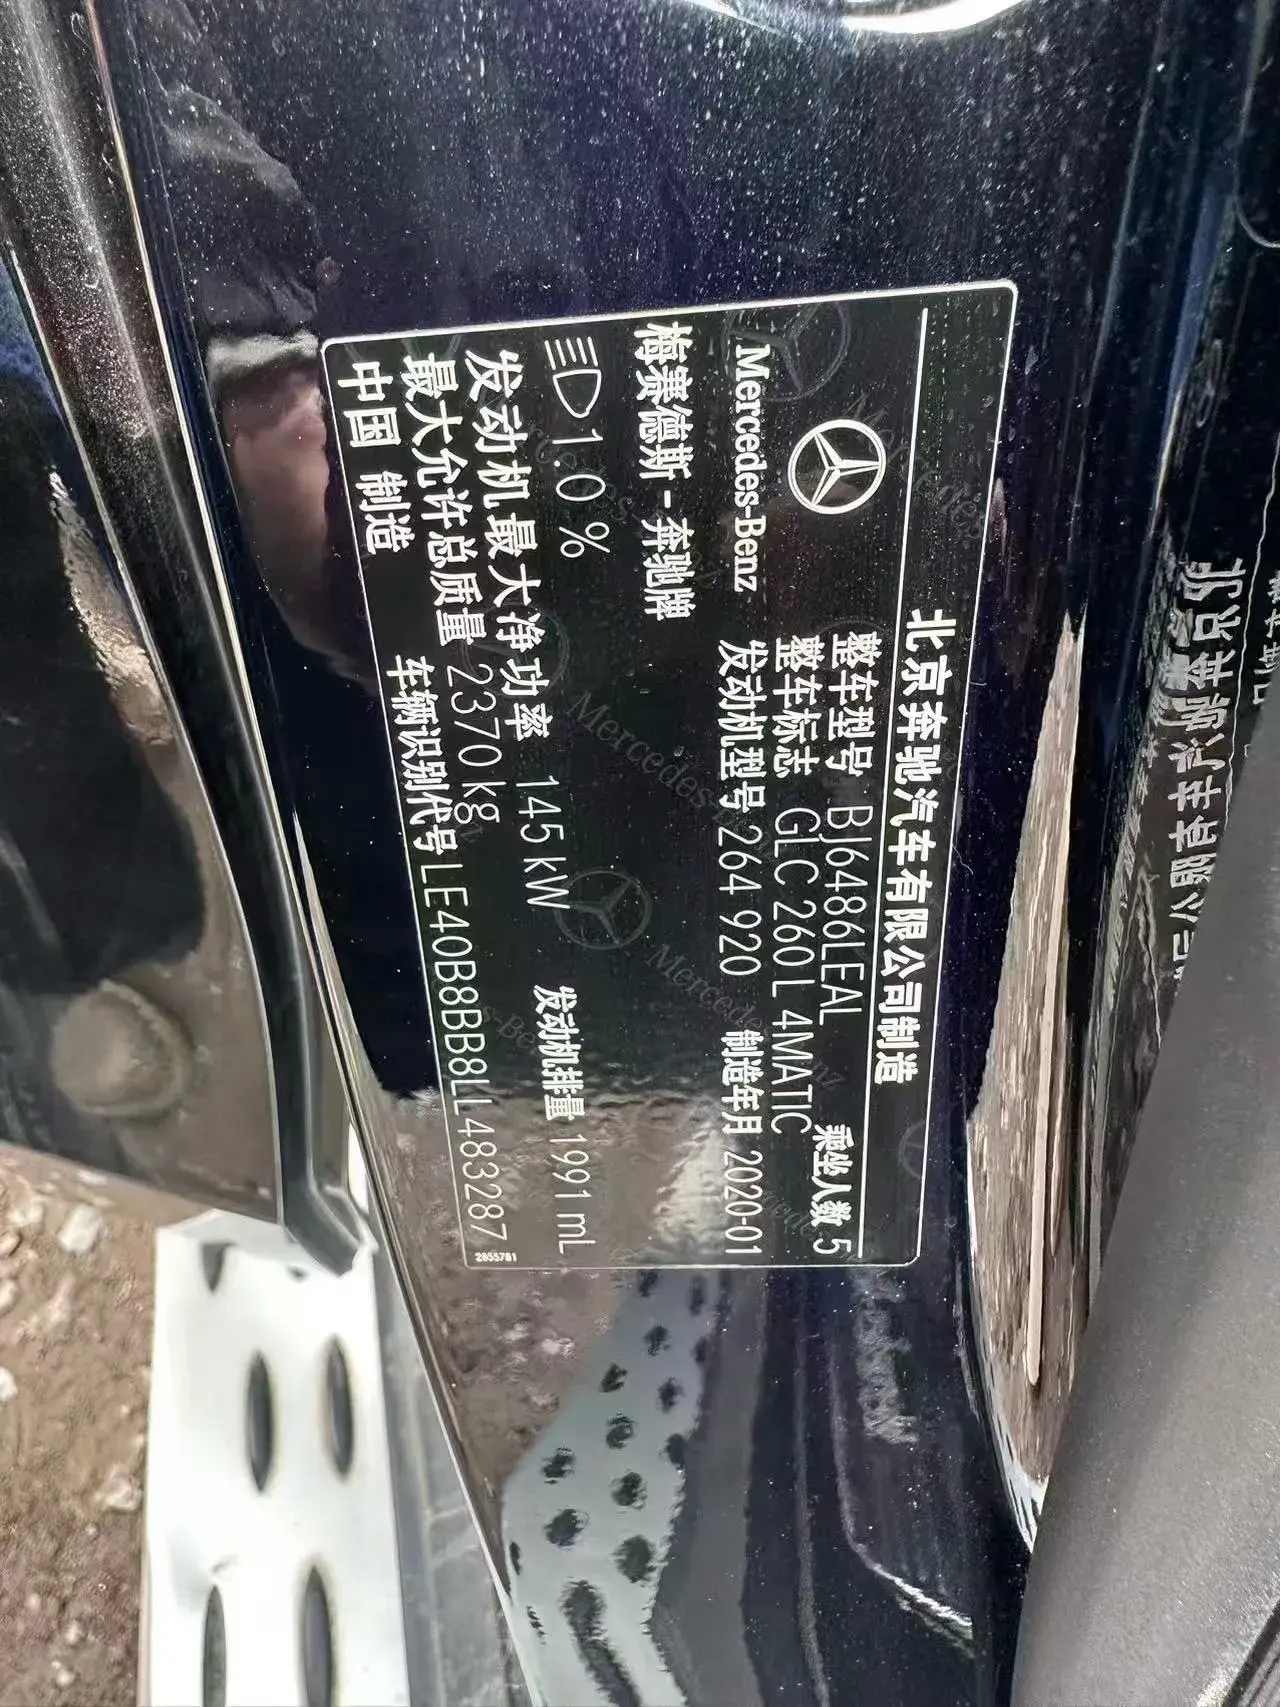 北京奔驰汽车有限公司制造
整车型号 BJ6486LEAL 乘坐人数 5
整车标志 GLC 260 L 4MATIC
Mercedes-Benz
发动机型号 264 920 制造年月 2020-01
梅赛德斯-奔驰牌
1.0 %
发动机最大净功率 145 kW 发动机排量 1991 mL
最大允许总质量 2370 kg
中国 制造
车辆识别代号 LE40B8BB8LL483287
2855781
Mercedes-Benz